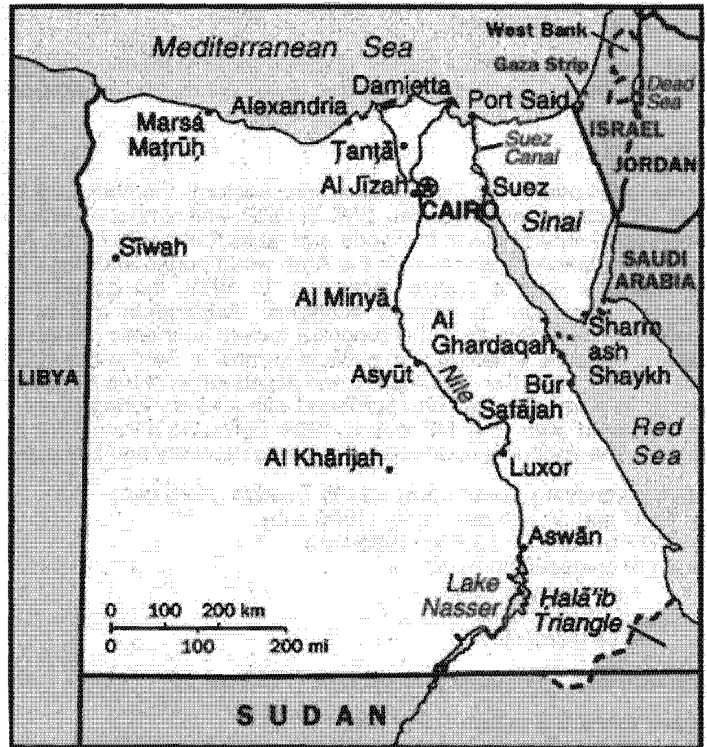 Mediterranean Sea
West Bank
Gaza Strip
Dead
Sea
Damietta
Alexandria
Port Said
Marsá
Maṭrūḥ
ISRAEL
Suez
Canal
Ṭanṭā
JORDAN
Al Jīzah
CAIRO
Suez
Sinai
Sīwah
SAUDI
ARABIA
Al Minyā
Al
Ghardaqah
Sharm
ash
Shaykh
LIBYA
Asyūt
Nile
Būr
Safājah
Red
Sea
Al Khārijah
Luxor
Aswān
Lake
Nasser
Halā'ib
Triangle
0 100 200 km
0 100 200 mi
SUDAN